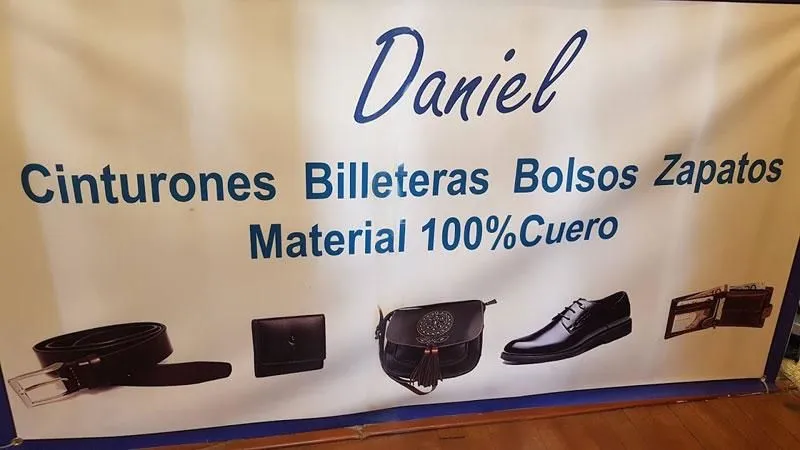 Daniel
Cinturones Billeteras Bolsos Zapatos
Material 100%Cuero